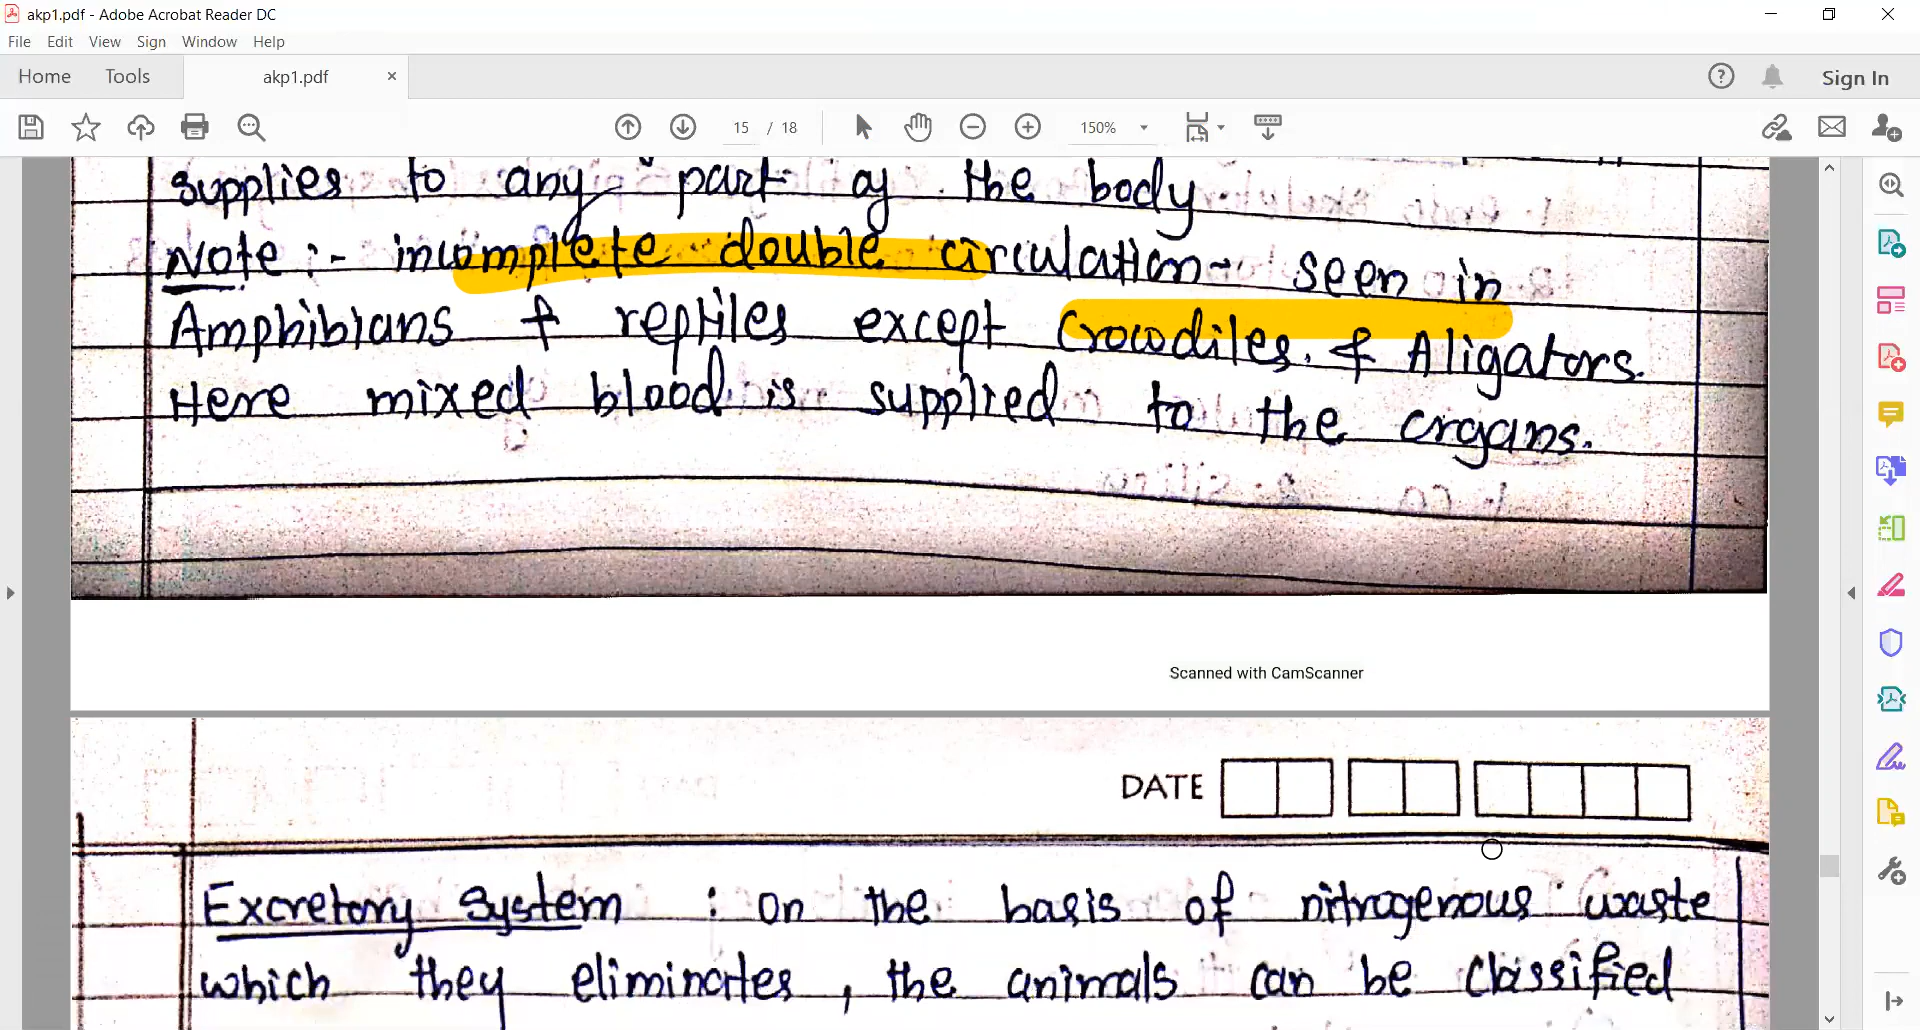 akp1.pdf - Adobe Acrobat Reader DC
File Edit View Sign Window Help
Home Tools akp1.pdf × Sign In
15 / 18 150%
supplies to any part of the body
Note :- incomplete double circulation - seen in
Amphibians & reptiles except Crocodiles. & Aligators.
Here mixed blood is supplied to the organs.
Scanned with CamScanner
DATE
Excretory System : on the basis of nitrogenous waste
which they eliminates, the animals can be classified